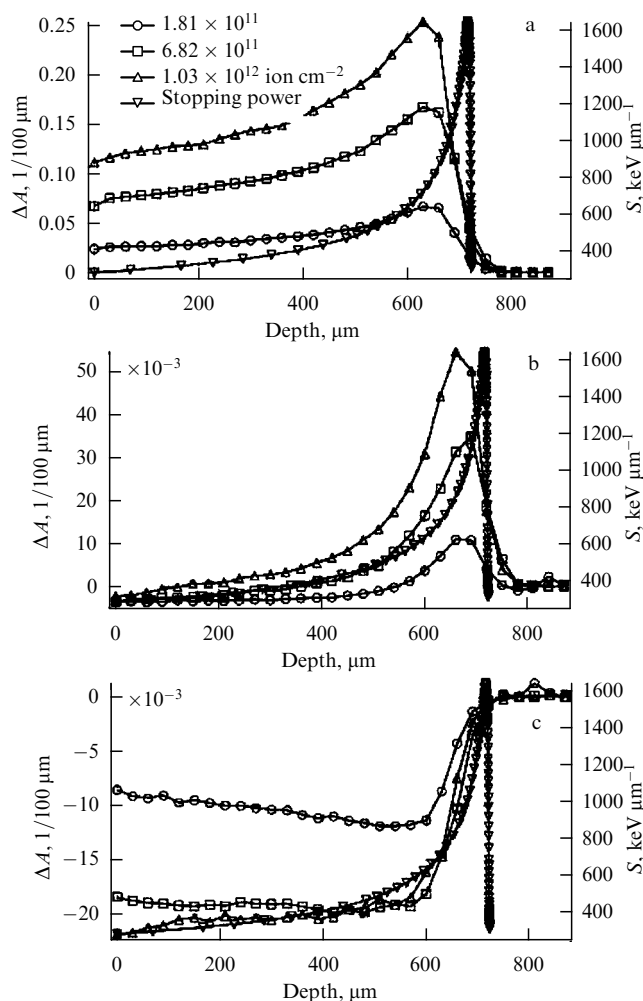 a
1.81 × 10¹¹
6.82 × 10¹¹
1.03 × 10¹² ion cm⁻²
Stopping power
0.25
0.20
0.15
0.10
0.05
0
ΔA, 1/100 μm
1600
1400
1200
1000
800
600
400
S, keV μm⁻¹
0 200 400 600 800
Depth, μm
b
×10⁻³
50
40
30
20
10
0
ΔA, 1/100 μm
1600
1400
1200
1000
800
600
400
S, keV μm⁻¹
0 200 400 600 800
Depth, μm
c
×10⁻³
0
−5
−10
−15
−20
ΔA, 1/100 μm
1600
1400
1200
1000
800
600
400
S, keV μm⁻¹
0 200 400 600 800
Depth, μm